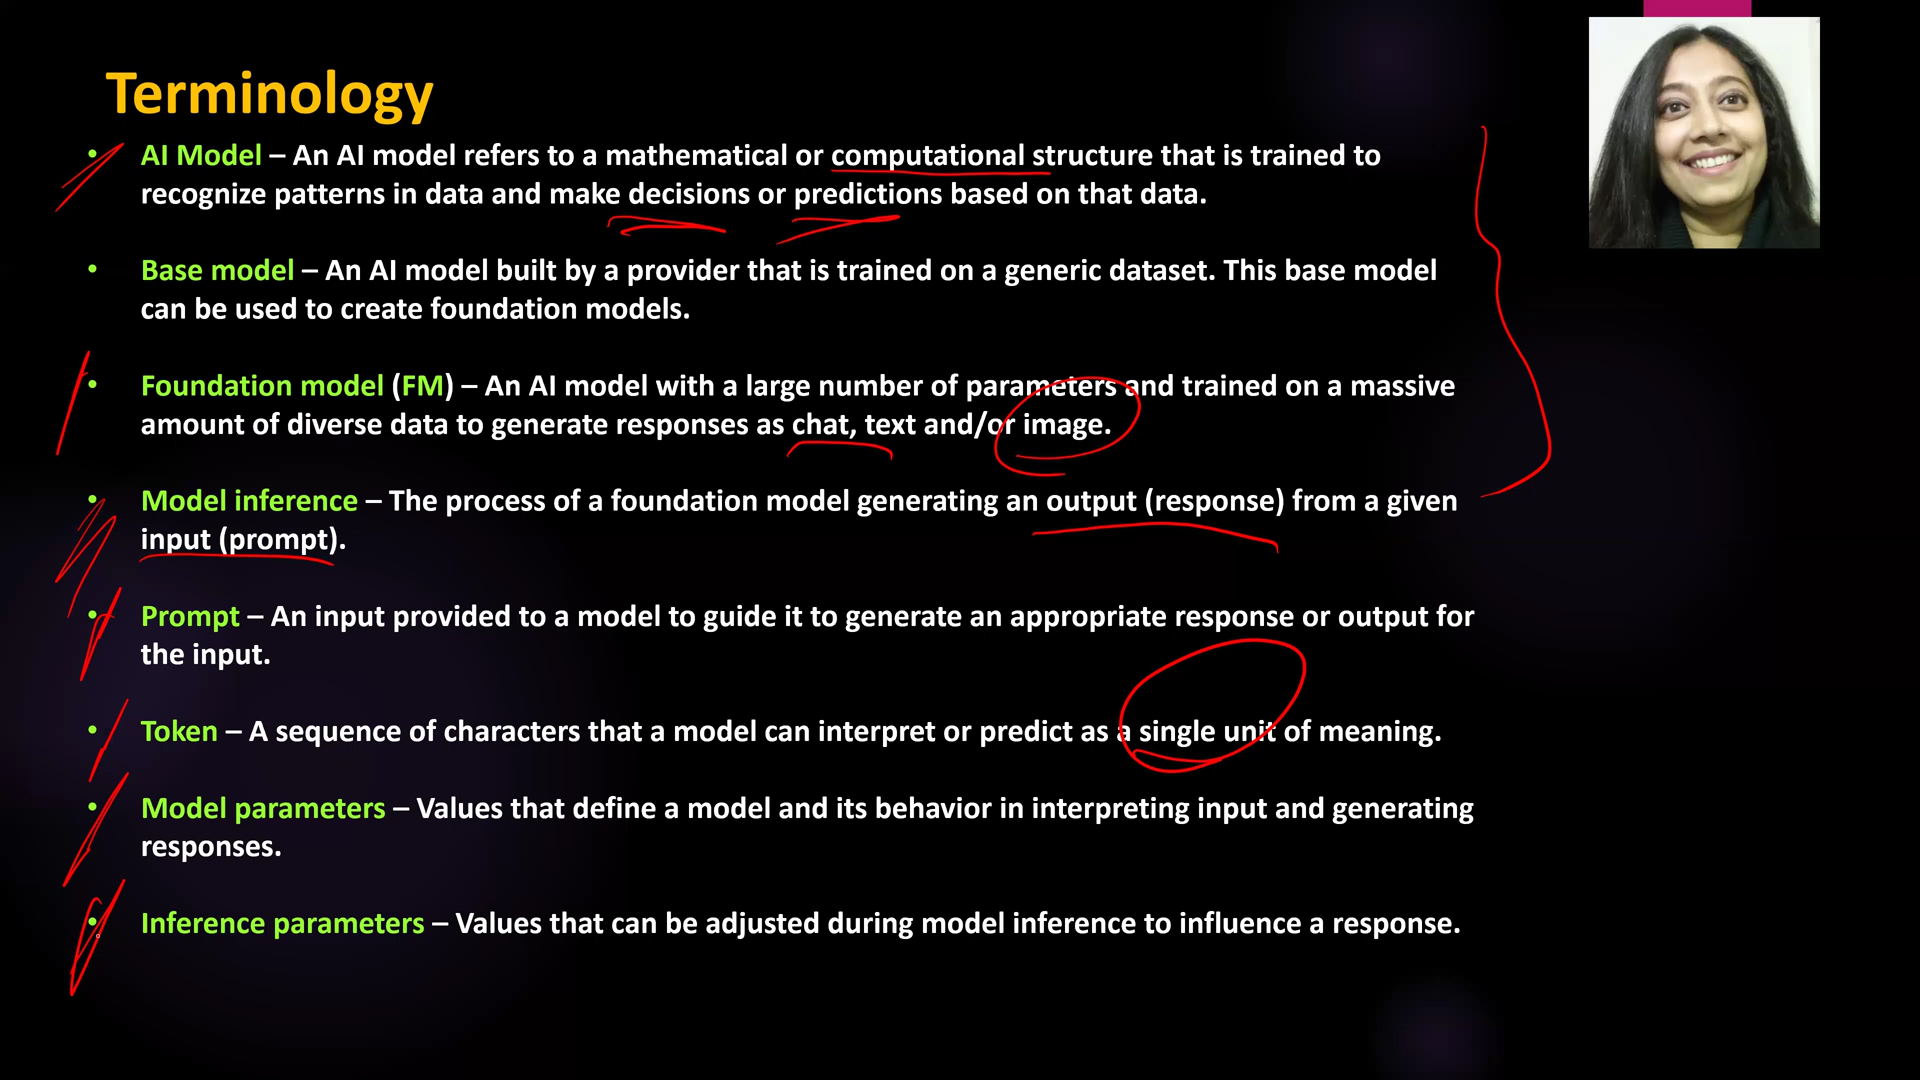 Terminology
• AI Model – An AI model refers to a mathematical or computational structure that is trained to
recognize patterns in data and make decisions or predictions based on that data.
• Base model – An AI model built by a provider that is trained on a generic dataset. This base model
can be used to create foundation models.
• Foundation model (FM) – An AI model with a large number of parameters and trained on a massive
amount of diverse data to generate responses as chat, text and/or image.
• Model inference – The process of a foundation model generating an output (response) from a given
input (prompt).
• Prompt – An input provided to a model to guide it to generate an appropriate response or output for
the input.
• Token – A sequence of characters that a model can interpret or predict as a single unit of meaning.
• Model parameters – Values that define a model and its behavior in interpreting input and generating
responses.
• Inference parameters – Values that can be adjusted during model inference to influence a response.